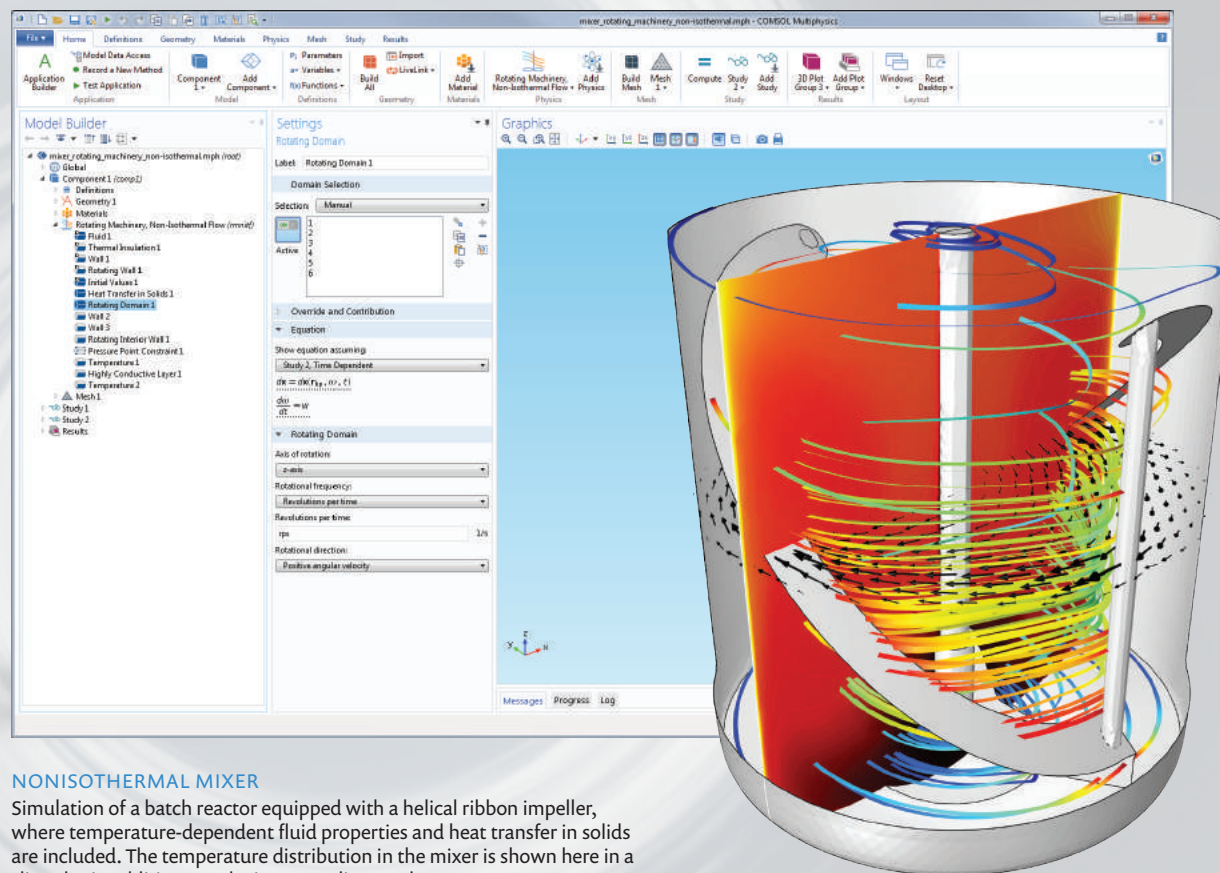 mixer_rotating_machinery_non-isothermal.mph - COMSOL Multiphysics
File Home Definitions Geometry Materials Physics Mesh Study Results
Application Builder
Model Data Access
Record a New Method
Test Application
Application
Component 1
Add Component
Model
Pi Parameters
a= Variables
f(x) Functions
Definitions
Build All
Import
LiveLink
Geometry
Add Material
Materials
Rotating Machinery, Non-Isothermal Flow
Add Physics
Physics
Build Mesh
Mesh 1
Mesh
Compute
Study 2
Add Study
Study
3D Plot Group 3
Add Plot Group
Results
Windows
Reset Desktop
Layout
Model Builder
mixer_rotating_machinery_non-isothermal.mph (root)
Global
Component 1 (comp1)
Definitions
Geometry 1
Materials
Rotating Machinery, Non-Isothermal Flow (rmnitf)
Fluid 1
Thermal Insulation 1
Wall 1
Rotating Wall 1
Initial Values 1
Heat Transfer in Solids 1
Rotating Domain 1
Wall 2
Wall 3
Rotating Interior Wall 1
Pressure Point Constraint 1
Temperature 1
Highly Conductive Layer 1
Temperature 2
Mesh 1
Study 1
Study 2
Results
Settings
Rotating Domain
Label: Rotating Domain 1
Domain Selection
Selection: Manual
Active
1
2
3
4
5
6
Override and Contribution
Equation
Show equation assuming:
Study 2, Time Dependent
Rotating Domain
Axis of rotation:
z-axis
Rotational frequency:
Revolutions per time
Revolutions per time:
rps 1/s
Rotational direction:
Positive angular velocity
Graphics
z
y
x
Messages Progress Log
NONISOTHERMAL MIXER
Simulation of a batch reactor equipped with a helical ribbon impeller,
where temperature-dependent fluid properties and heat transfer in solids
are included. The temperature distribution in the mixer is shown here in a